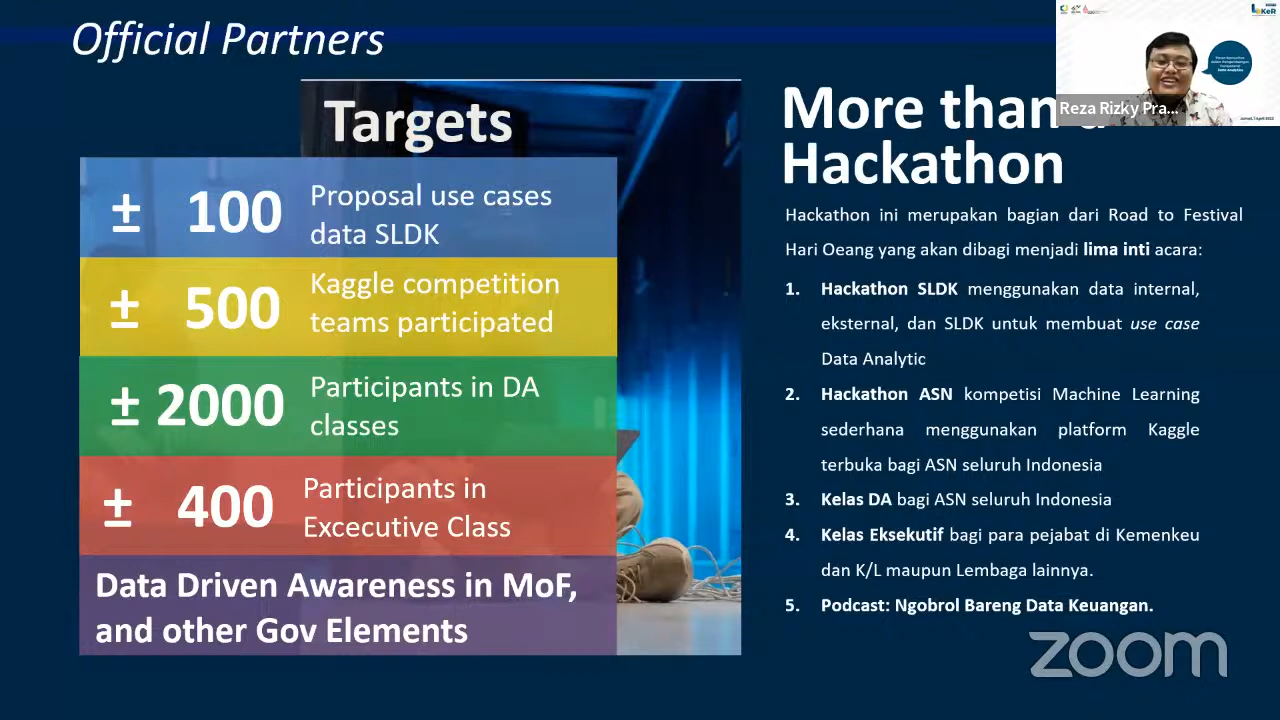 Official Partners
Targets
± 100
Proposal use cases
data SLDK
± 500
Kaggle competition
teams participated
± 2000
Participants in DA
classes
± 400
Participants in
Excecutive Class
Data Driven Awareness in MoF,
and other Gov Elements
More than a
Hackathon
Hackathon ini merupakan bagian dari Road to Festival
Hari Oeang yang akan dibagi menjadi lima inti acara:
1. Hackathon SLDK menggunakan data internal,
eksternal, dan SLDK untuk membuat use case
Data Analytic
2. Hackathon ASN kompetisi Machine Learning
sederhana menggunakan platform Kaggle
terbuka bagi ASN seluruh Indonesia
3. Kelas DA bagi ASN seluruh Indonesia
4. Kelas Eksekutif bagi para pejabat di Kemenkeu
dan K/L maupun Lembaga lainnya.
5. Podcast: Ngobrol Bareng Data Keuangan.
Reza Rizky Pra...
zoom